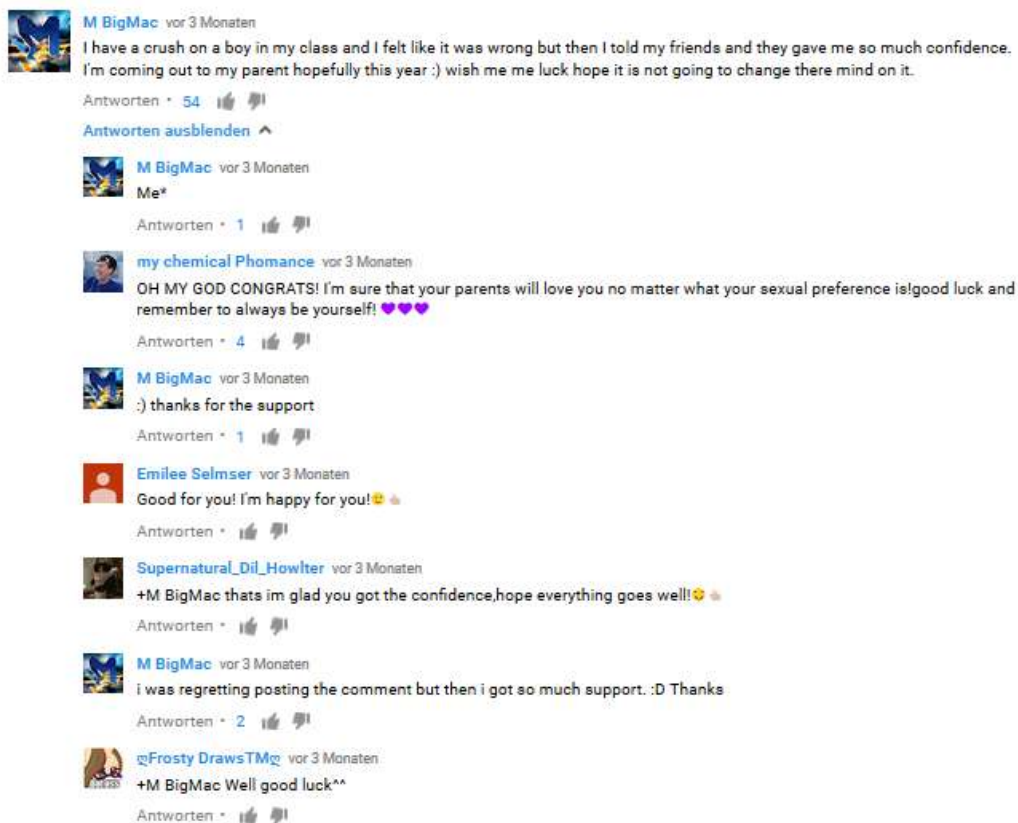 M BigMac vor 3 Monaten
I have a crush on a boy in my class and I felt like it was wrong but then I told my friends and they gave me so much confidence.
I'm coming out to my parent hopefully this year :) wish me me luck hope it is not going to change there mind on it.
Antworten • 54
Antworten ausblenden
M BigMac vor 3 Monaten
Me*
Antworten • 1
my chemical Phomance vor 3 Monaten
OH MY GOD CONGRATS! I'm sure that your parents will love you no matter what your sexual preference is!good luck and
remember to always be yourself! 💜💜💜
Antworten • 4
M BigMac vor 3 Monaten
:) thanks for the support
Antworten • 1
Emilee Selmser vor 3 Monaten
Good for you! I'm happy for you!
Antworten •
Supernatural_Dil_Howlter vor 3 Monaten
+M BigMac thats im glad you got the confidence,hope everything goes well!
Antworten •
M BigMac vor 3 Monaten
i was regretting posting the comment but then i got so much support. :D Thanks
Antworten • 2
ღFrosty DrawsTMღ vor 3 Monaten
+M BigMac Well good luck^^
Antworten •